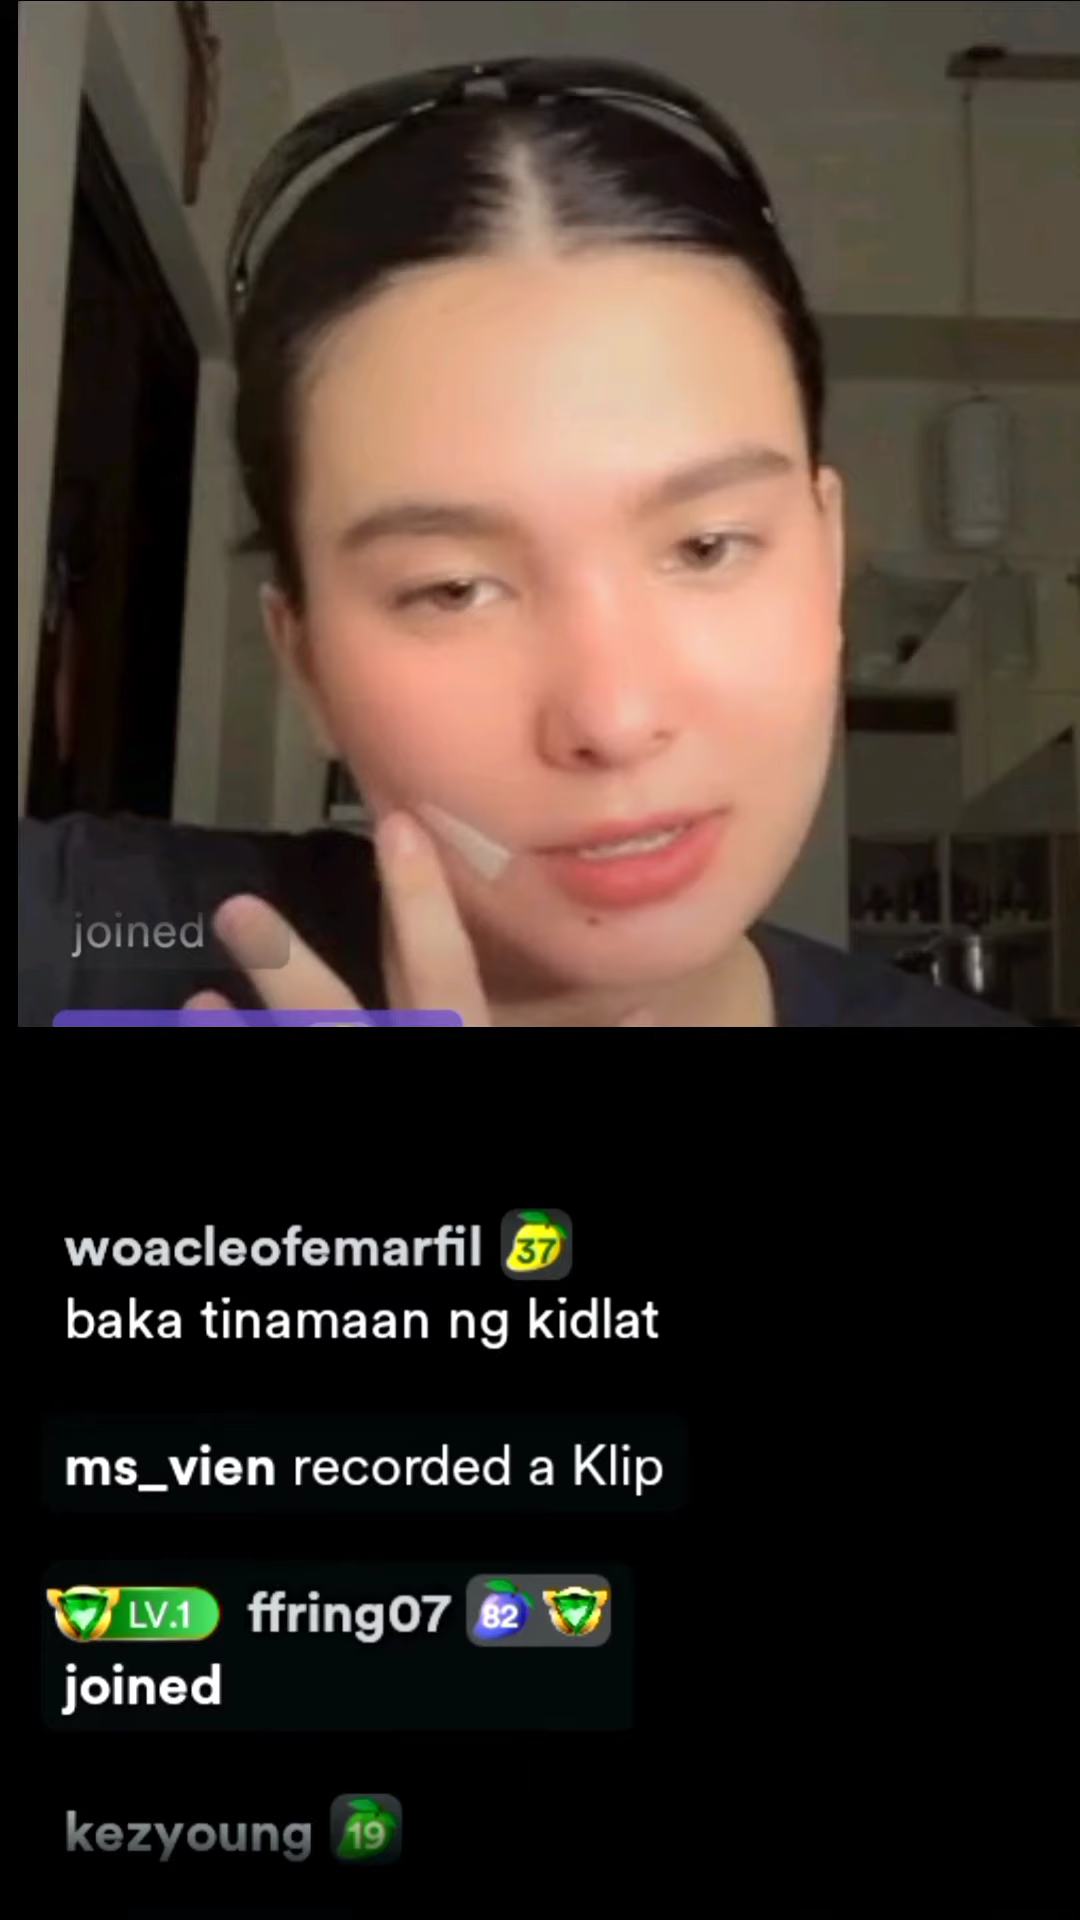 joined
woacleofemarfil 37
baka tinamaan ng kidlat
ms_vien recorded a Klip
LV.1 ffring07 82
joined
kezyoung 19